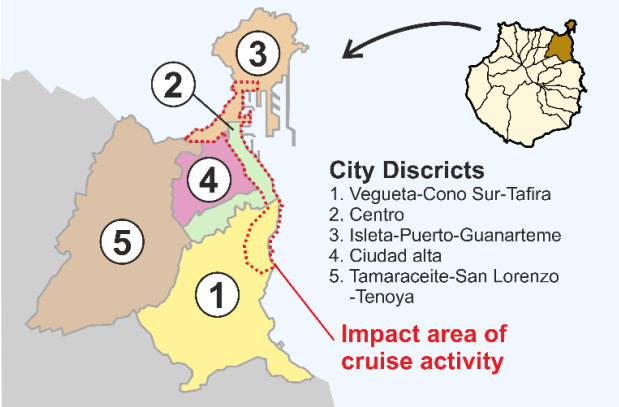 3
2
4
5
1
City Discricts
1. Vegueta-Cono Sur-Tafira
2. Centro
3. Isleta-Puerto-Guanarteme
4. Ciudad alta
5. Tamaraceite-San Lorenzo
-Tenoya
Impact area of
cruise activity